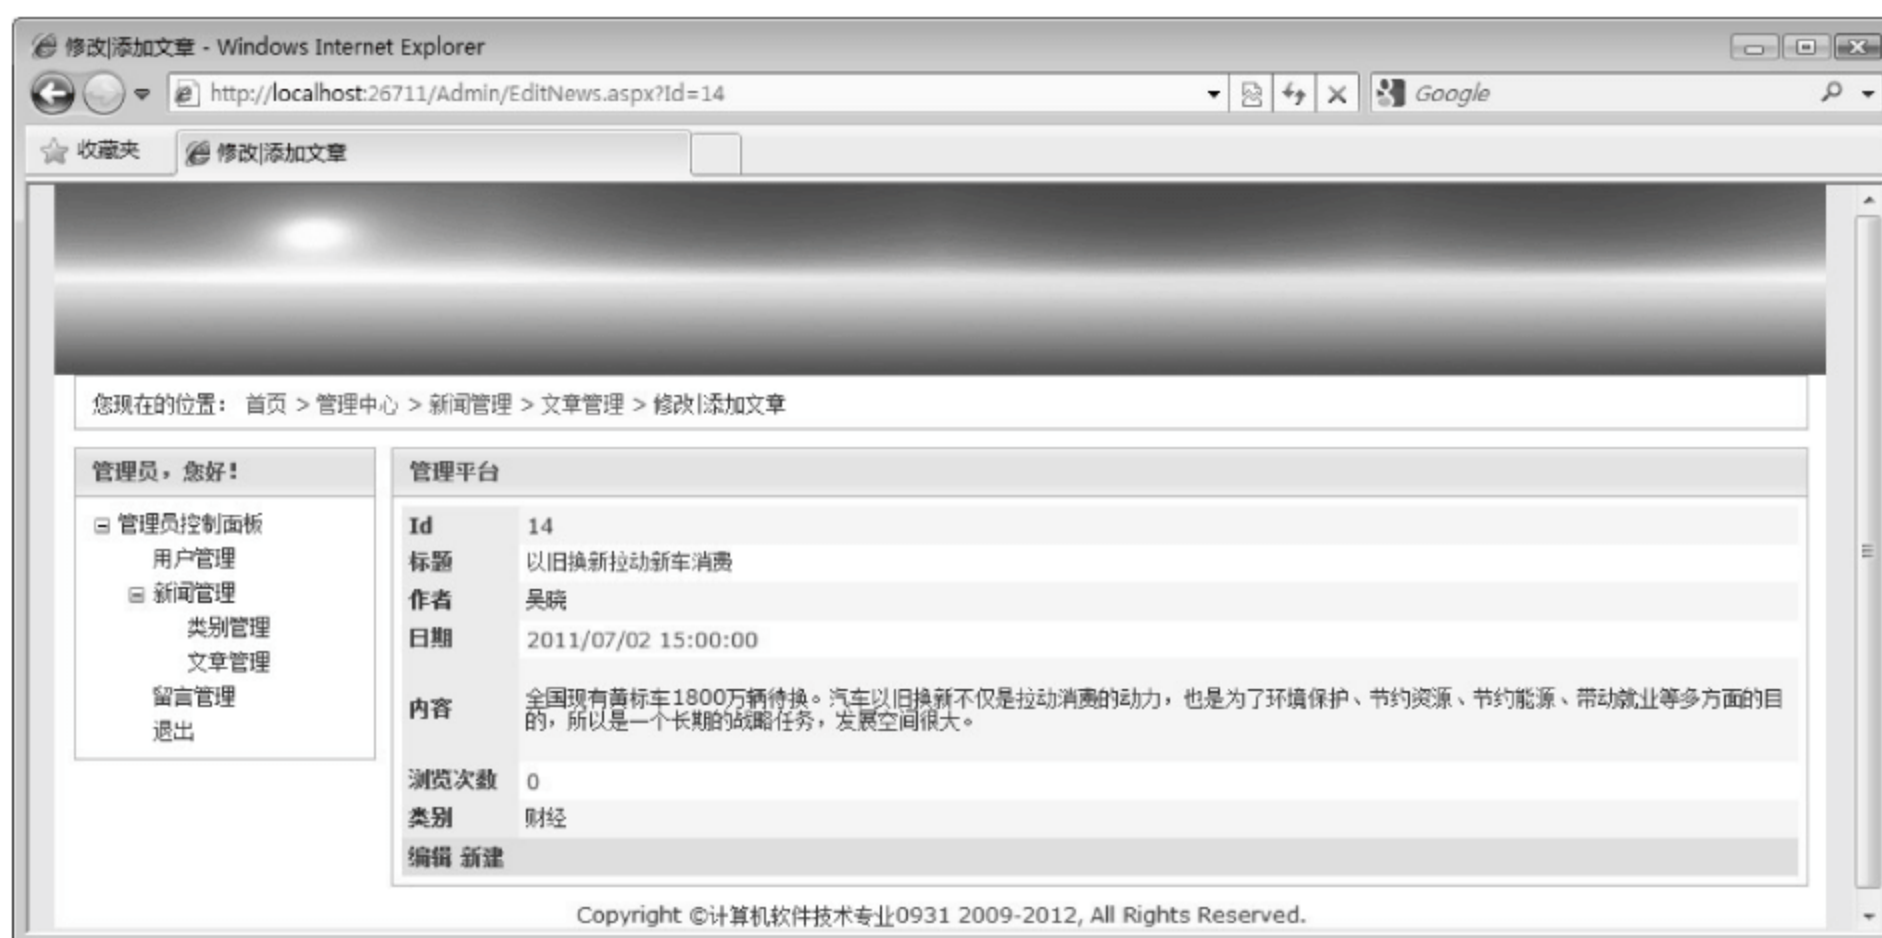 修改|添加文章 - Windows Internet Explorer
http://localhost:26711/Admin/EditNews.aspx?Id=14
Google
收藏夹
修改|添加文章
您现在的位置： 首页 > 管理中心 > 新闻管理 > 文章管理 > 修改|添加文章
管理员，您好！
管理员控制面板
用户管理
新闻管理
类别管理
文章管理
留言管理
退出
管理平台
Id 14
标题 以旧换新拉动新车消费
作者 吴晓
日期 2011/07/02 15:00:00
内容 全国现有黄标车1800万辆待换。汽车以旧换新不仅是拉动消费的动力，也是为了环境保护、节约资源、节约能源、带动就业等多方面的目
的，所以是一个长期的战略任务，发展空间很大。
浏览次数 0
类别 财经
编辑 新建
Copyright ©计算机软件技术专业0931 2009-2012, All Rights Reserved.